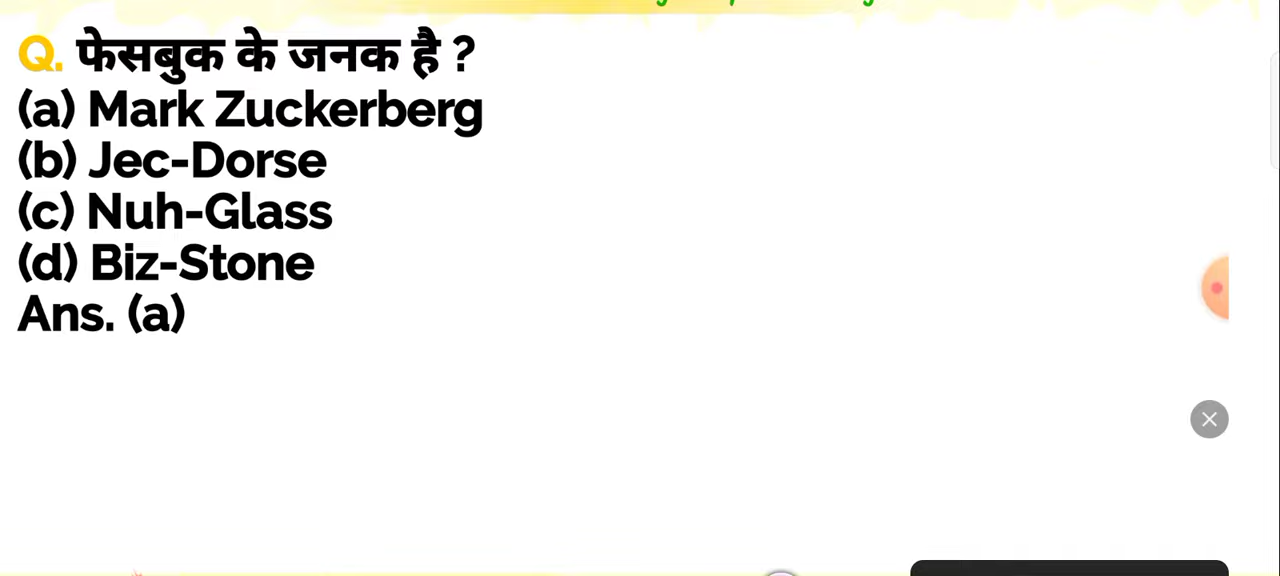 Q. फेसबुक के जनक है ?
(a) Mark Zuckerberg
(b) Jec-Dorse
(c) Nuh-Glass
(d) Biz-Stone
Ans. (a)